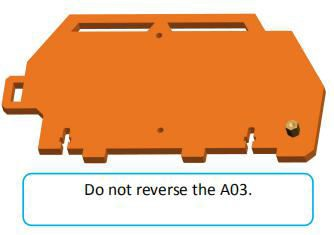 Do not reverse the A03.